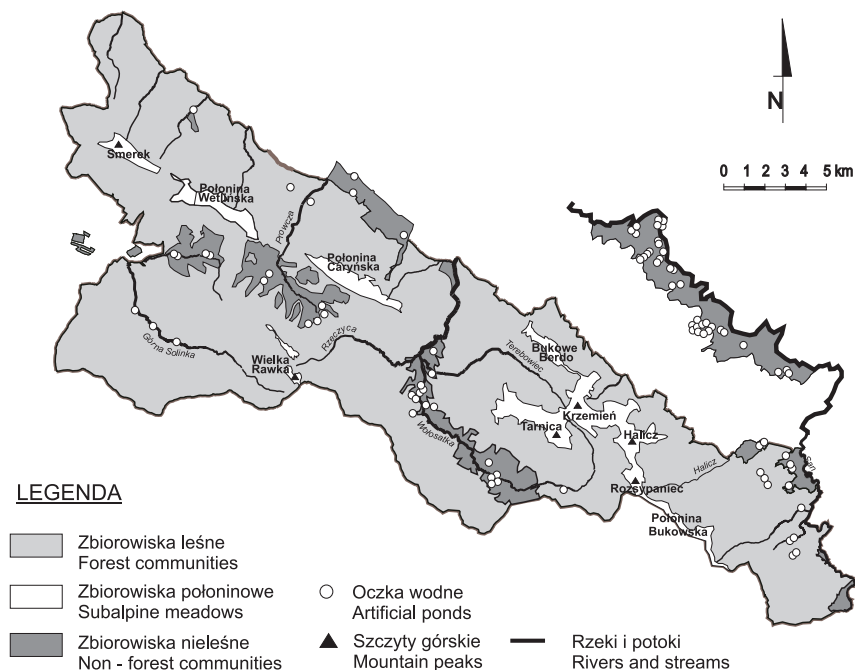 N
0 1 2 3 4 5 km
Smerek
Połonina
Wetlińska
Prowcza
Połonina
Caryńska
Górna Solinka
Wielka
Rawka
Rzeczyca
Terebowiec
Bukowe
Berdo
Krzemień
Tarnica
Halicz
Wołosatka
Halicz
San
Rozsypaniec
Połonina
Bukowska
LEGENDA
Zbiorowiska leśne
Forest communities
Zbiorowiska połoninowe
Subalpine meadows
Zbiorowiska nieleśne
Non - forest communities
Oczka wodne
Artificial ponds
Szczyty górskie
Mountain peaks
Rzeki i potoki
Rivers and streams